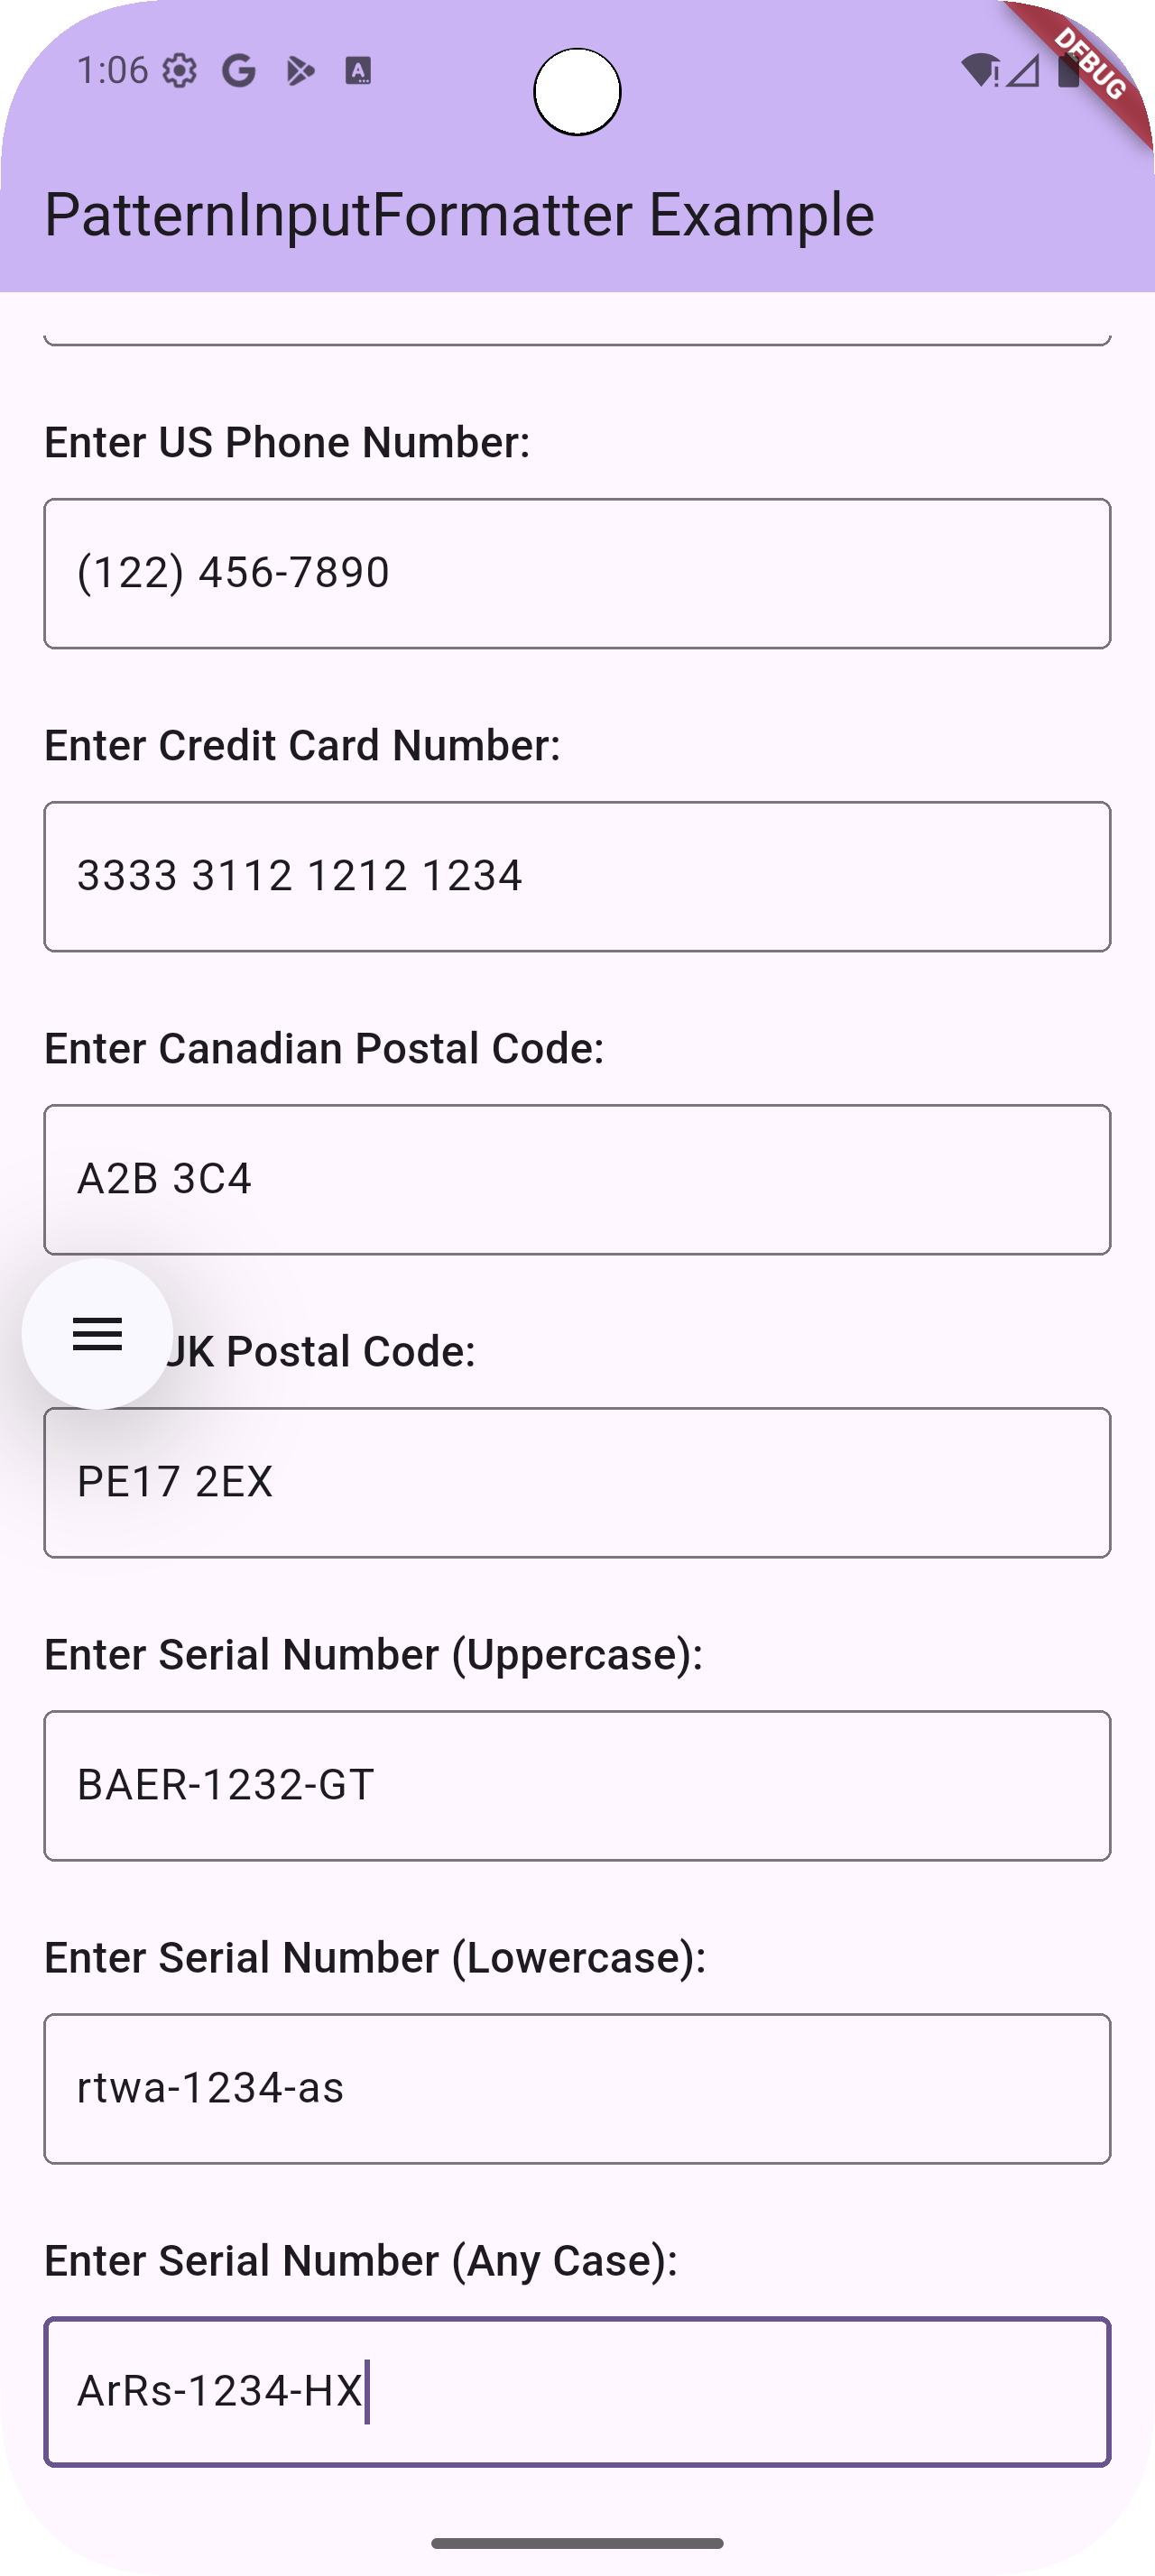 1:06
DEBUG
PatternInputFormatter Example
Enter US Phone Number:
(122) 456-7890
Enter Credit Card Number:
3333 3112 1212 1234
Enter Canadian Postal Code:
A2B 3C4
UK Postal Code:
PE17 2EX
Enter Serial Number (Uppercase):
BAER-1232-GT
Enter Serial Number (Lowercase):
rtwa-1234-as
Enter Serial Number (Any Case):
ArRs-1234-HX